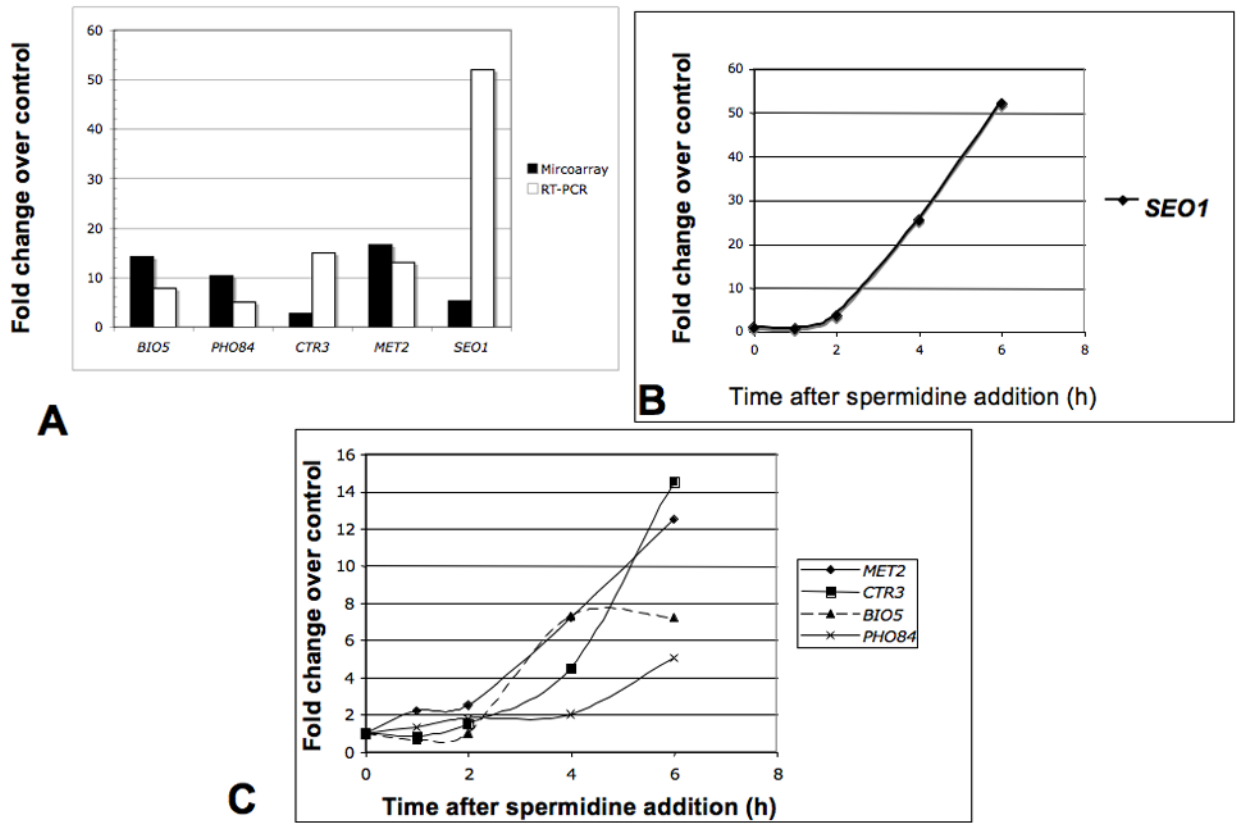 Fold change over control
60
50
40
30
20
10
0
BIO5 PHO84 CTR3 MET2 SEO1
Mircoarray
RT-PCR
A
Fold change over control
60
50
40
30
20
10
0
0 2 4 6 8
Time after spermidine addition (h)
SEO1
B
Fold change over control
16
14
12
10
8
6
4
2
0
0 2 4 6 8
Time after spermidine addition (h)
MET2
CTR3
BIO5
PHO84
C